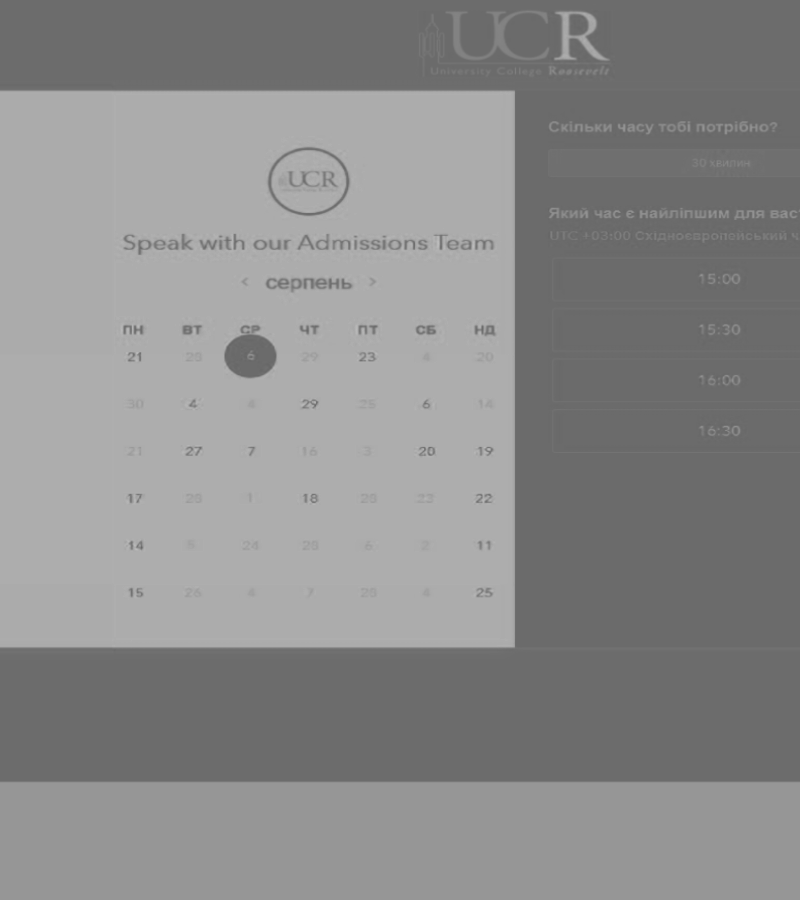 UCR
University College Roosevelt
UCR
Speak with our Admissions Team
< серпень >
ПН ВТ СР ЧТ ПТ СБ НД
21 28 6 29 23 4 20
30 4 4 29 25 6 14
21 27 7 16 3 20 19
17 25 1 18 28 22 22
14 5 24 28 6 2 11
15 26 4 7 28 4 25
Скільки часу тобі потрібно?
30 хвилин
Який час є найліпшим для вас
UTC +03:00 Східноєвропейський ч
15:00
15:30
16:00
16:30